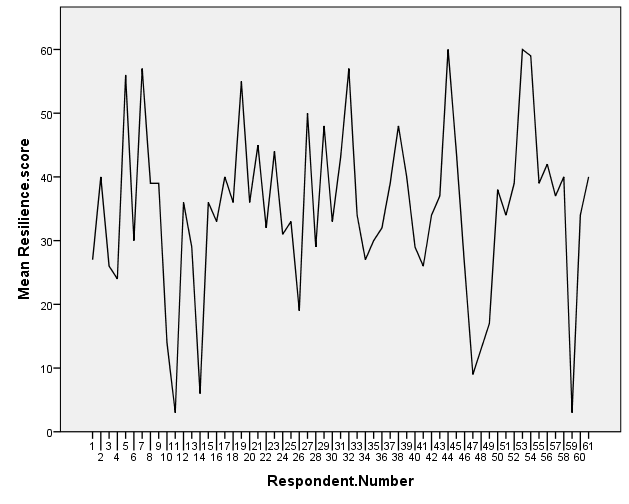 60
50
40
30
20
10
0
Mean Resilience.score
1 3 5 7 9 11 13 15 17 19 21 23 25 27 29 31 33 35 37 39 41 43 45 47 49 51 53 55 57 59 61
2 4 6 8 10 12 14 16 18 20 22 24 26 28 30 32 34 36 38 40 42 44 46 48 50 52 54 56 58 60
Respondent.Number